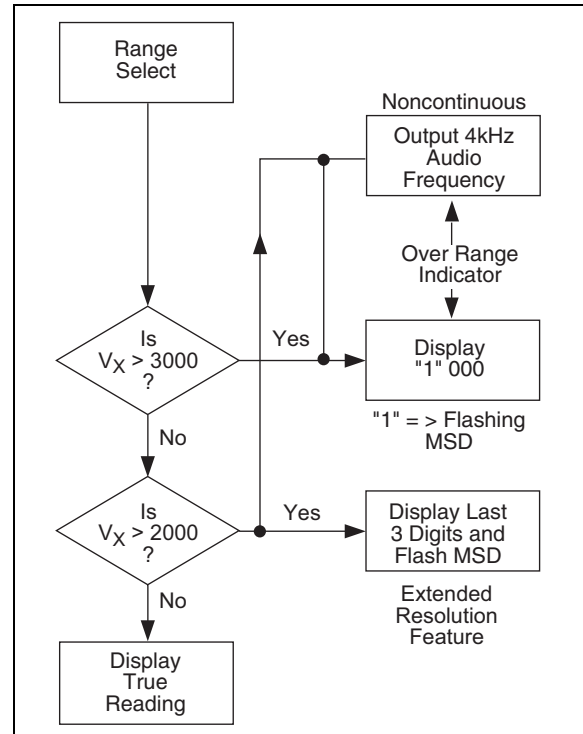 Range
Select
Noncontinuous
Output 4kHz
Audio
Frequency
Over Range
Indicator
Is
VX > 3000
?
Yes
Display
"1" 000
"1" = > Flashing
MSD
No
Is
VX > 2000
?
Yes
Display Last
3 Digits and
Flash MSD
Extended
Resolution
Feature
No
Display
True
Reading